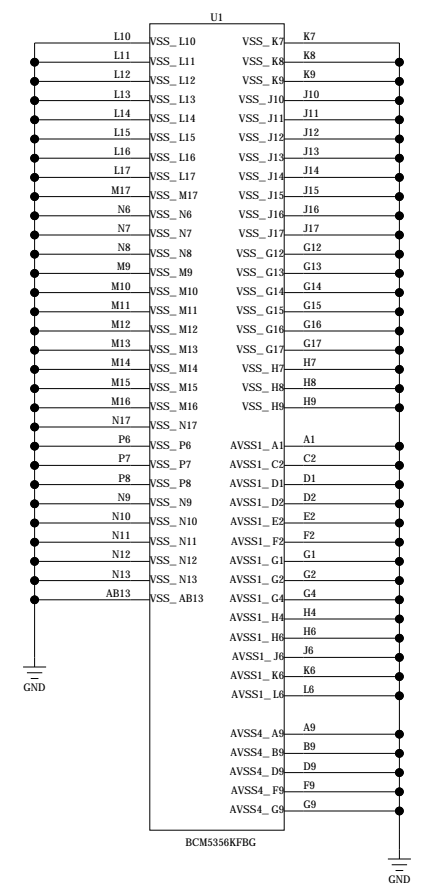 U1
L10 VSS_L10 VSS_K7 K7
L11 VSS_L11 VSS_K8 K8
L12 VSS_L12 VSS_K9 K9
L13 VSS_L13 VSS_J10 J10
L14 VSS_L14 VSS_J11 J11
L15 VSS_L15 VSS_J12 J12
L16 VSS_L16 VSS_J13 J13
L17 VSS_L17 VSS_J14 J14
M17 VSS_M17 VSS_J15 J15
N6 VSS_N6 VSS_J16 J16
N7 VSS_N7 VSS_J17 J17
N8 VSS_N8 VSS_G12 G12
M9 VSS_M9 VSS_G13 G13
M10 VSS_M10 VSS_G14 G14
M11 VSS_M11 VSS_G15 G15
M12 VSS_M12 VSS_G16 G16
M13 VSS_M13 VSS_G17 G17
M14 VSS_M14 VSS_H7 H7
M15 VSS_M15 VSS_H8 H8
M16 VSS_M16 VSS_H9 H9
N17 VSS_N17
P6 VSS_P6 AVSS1_A1 A1
P7 VSS_P7 AVSS1_C2 C2
P8 VSS_P8 AVSS1_D1 D1
N9 VSS_N9 AVSS1_D2 D2
N10 VSS_N10 AVSS1_E2 E2
N11 VSS_N11 AVSS1_F2 F2
N12 VSS_N12 AVSS1_G1 G1
N13 VSS_N13 AVSS1_G2 G2
AB13 VSS_AB13 AVSS1_G4 G4
AVSS1_H4 H4
AVSS1_H6 H6
AVSS1_J6 J6
AVSS1_K6 K6
AVSS1_L6 L6
GND
AVSS4_A9 A9
AVSS4_B9 B9
AVSS4_D9 D9
AVSS4_F9 F9
AVSS4_G9 G9
BCM5356KFBG
GND